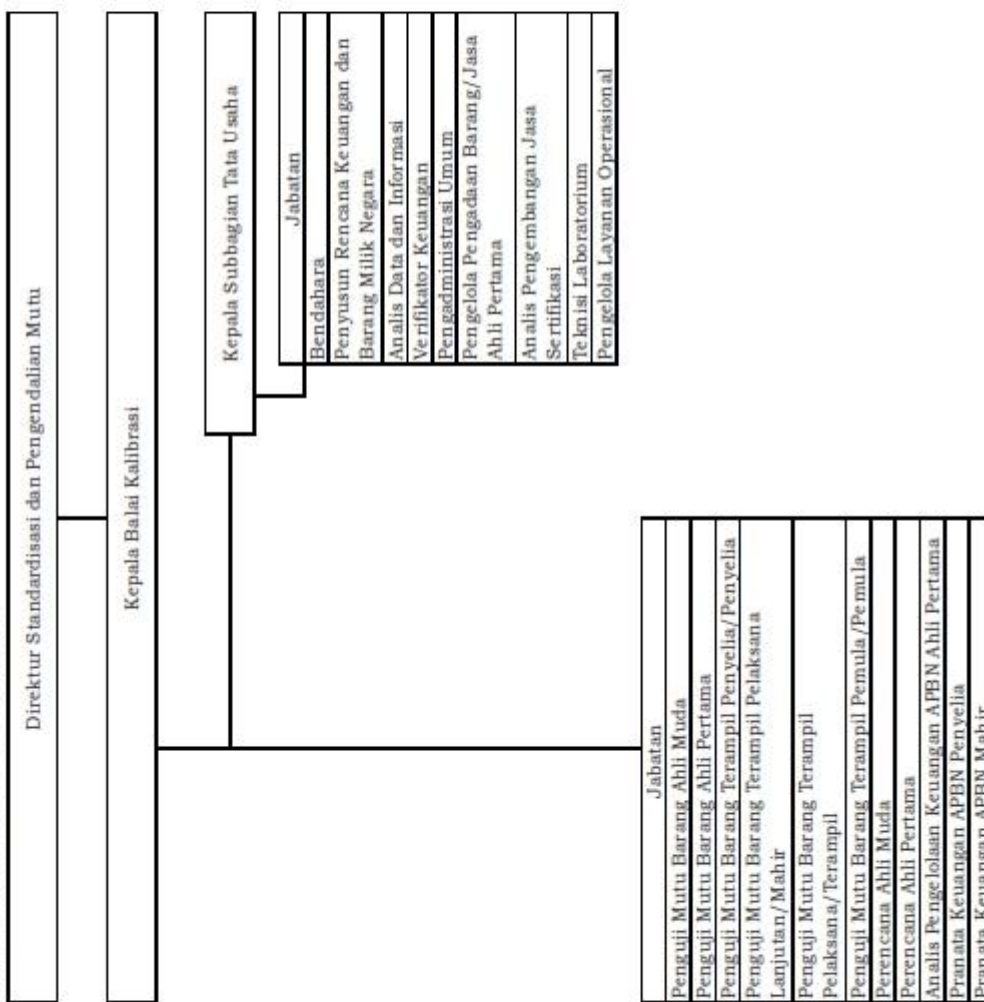 Direktur Standardisasi dan Pengendalian Mutu
Kepala Balai Kalibrasi
Kepala Subbagian Tata Usaha
Jabatan
Bendahara
Penyusun Rencana Keuangan dan
Barang Milik Negara
Analis Data dan Informasi
Verifikator Keuangan
Pengadministrasi Umum
Pengelola Pengadaan Barang/Jasa
Ahli Pertama
Analis Pengembangan Jasa
Sertifikasi
Teknisi Laboratorium
Pengelola Layanan Operasional
Jabatan
Penguji Mutu Barang Ahli Muda
Penguji Mutu Barang Ahli Pertama
Penguji Mutu Barang Terampil Penyelia/Penyelia
Penguji Mutu Barang Terampil Pelaksana
Lanjutan/Mahir
Penguji Mutu Barang Terampil
Pelaksana/Terampil
Penguji Mutu Barang Terampil Pemula/Pemula
Perencana Ahli Muda
Perencana Ahli Pertama
Analis Pengelolaan Keuangan APBN Ahli Pertama
Pranata Keuangan APBN Penyelia
Pranata Keuangan APBN Mahir